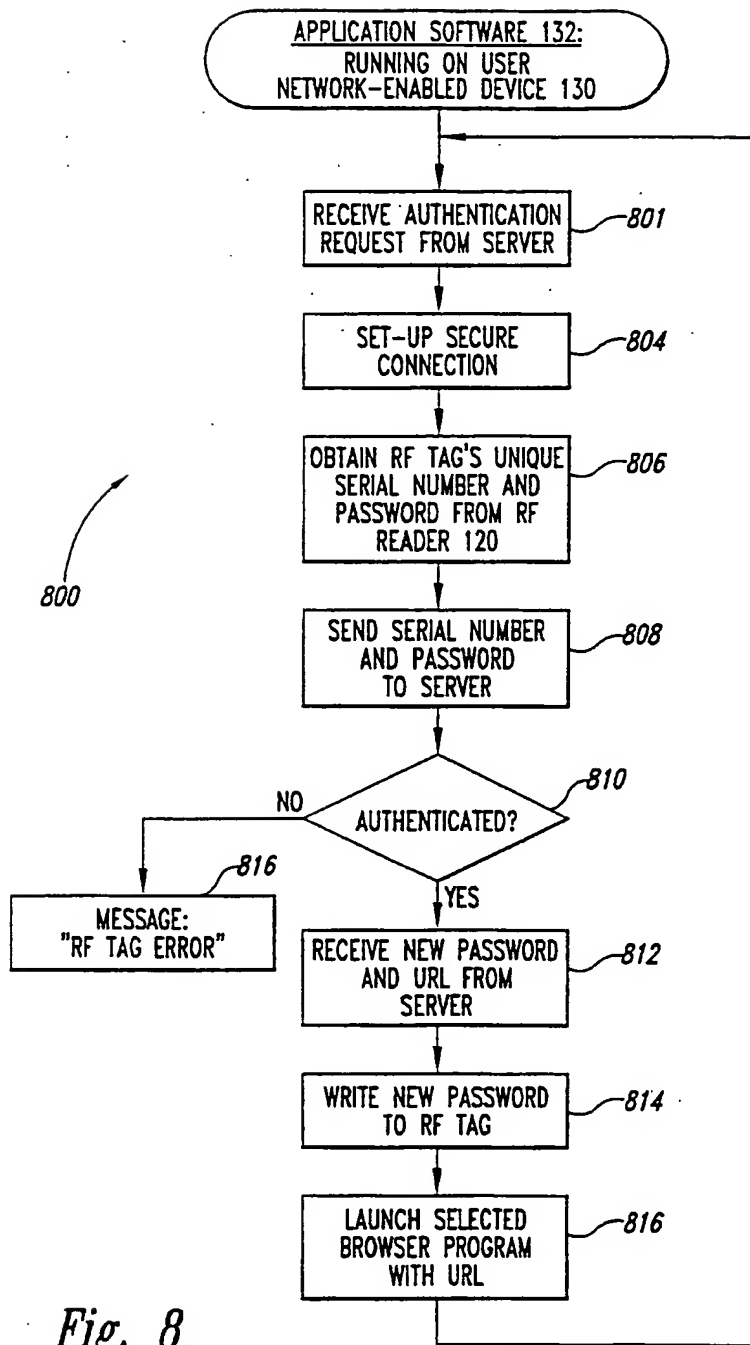 APPLICATION SOFTWARE 132:
RUNNING ON USER
NETWORK-ENABLED DEVICE 130
RECEIVE AUTHENTICATION
REQUEST FROM SERVER
801
SET-UP SECURE
CONNECTION
804
OBTAIN RF TAG'S UNIQUE
SERIAL NUMBER AND
PASSWORD FROM RF
READER 120
806
800
SEND SERIAL NUMBER
AND PASSWORD
TO SERVER
808
AUTHENTICATED?
810
NO
YES
816
MESSAGE:
"RF TAG ERROR"
RECEIVE NEW PASSWORD
AND URL FROM
SERVER
812
WRITE NEW PASSWORD
TO RF TAG
814
LAUNCH SELECTED
BROWSER PROGRAM
WITH URL
816
Fig. 8